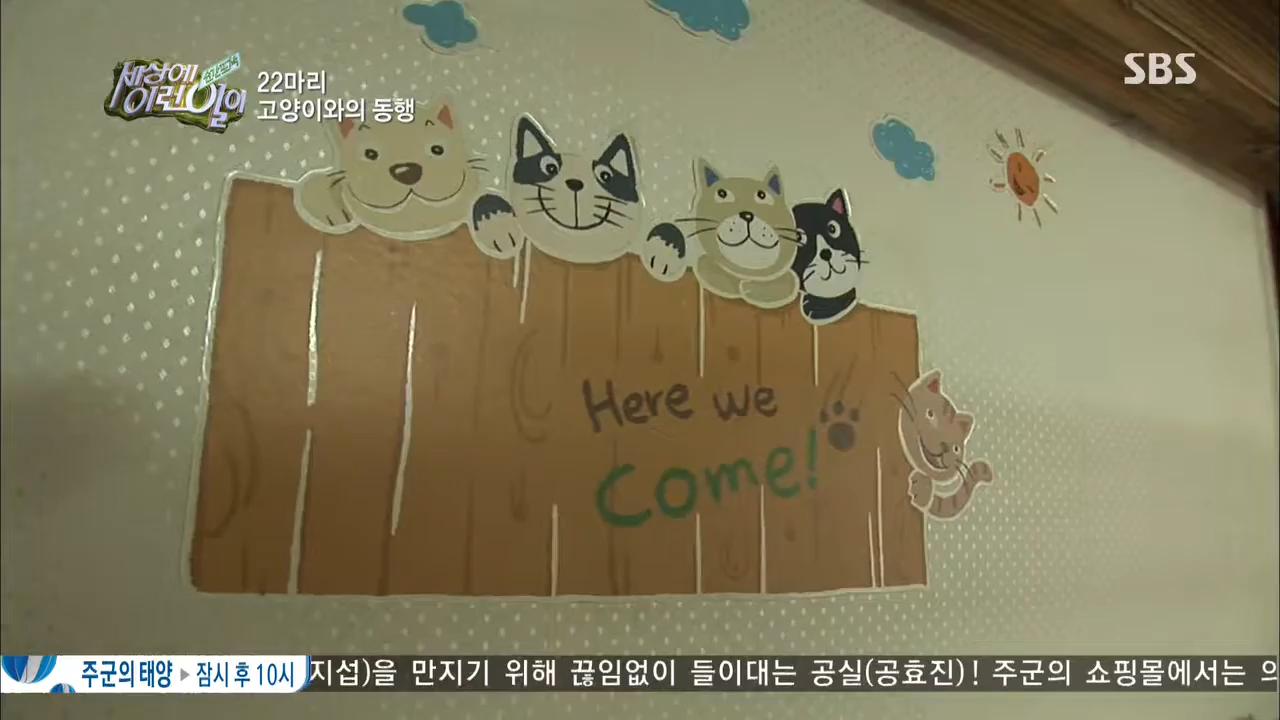 세상에
이런일이
22마리
고양이와의 동행
SBS
Here we
Come!
주군의 태양 ▶ 잠시 후 10시
지섭)을 만지기 위해 끊임없이 들이대는 공실(공효진)! 주군의 쇼핑몰에서는 의